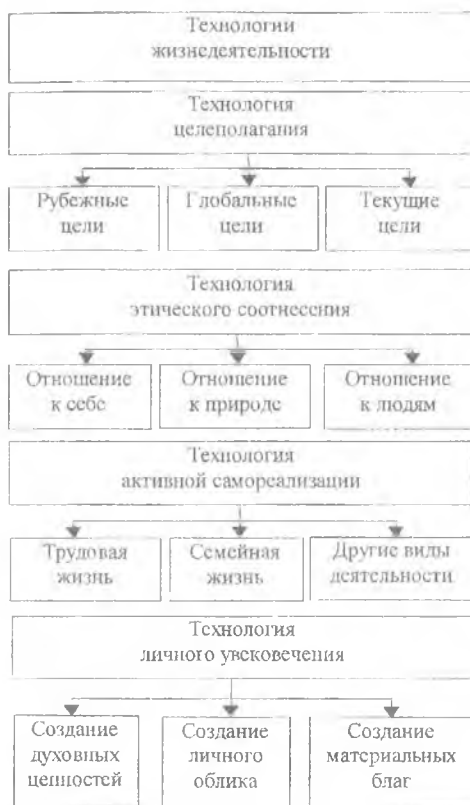 Технологии
жизнедеятельности
Технология
целеполагания
Рубежные
цели
Глобальные
цели
Текущие
цели
Технология
этического соотнесения
Отношение
к себе
Отношение
к природе
Отношение
к людям
Технология
активной самореализации
Трудовая
жизнь
Семейная
жизнь
Другие виды
деятельности
Технология
личного увековечения
Создание
духовных
ценностей
Создание
личного
облика
Создание
материальных
благ